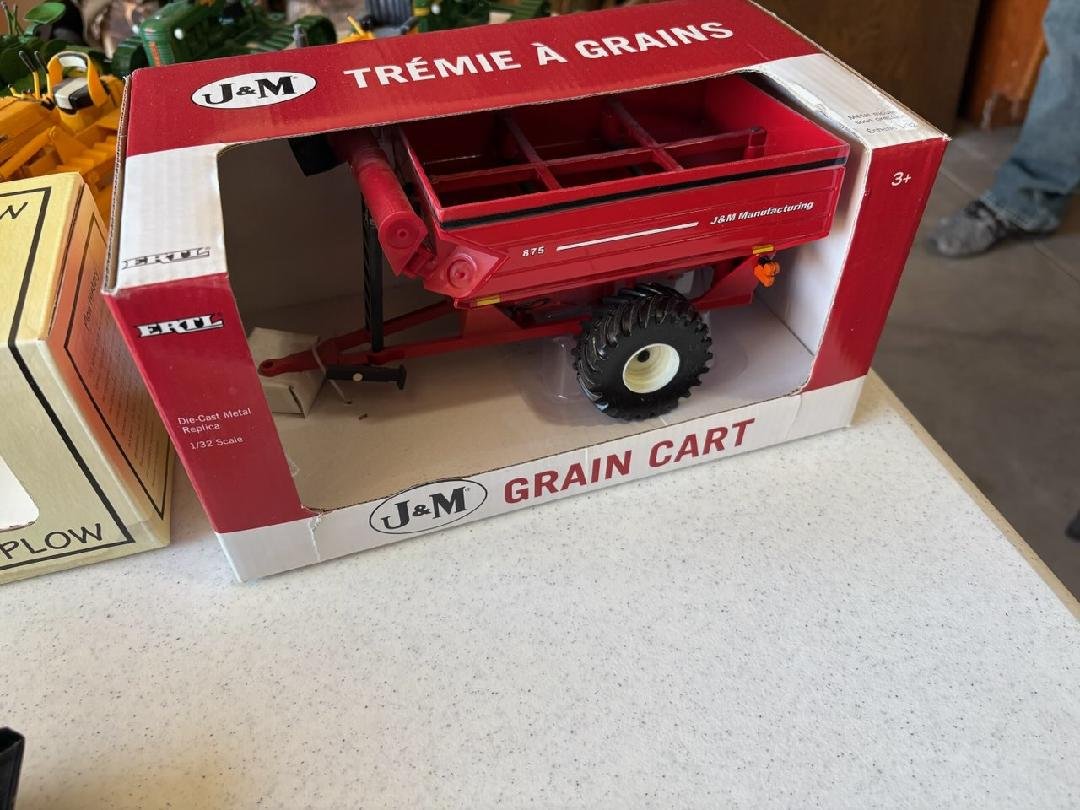 J&M
TRÉMIE À GRAINS
3+
ERTL
ERTL
875
J&M Manufacturing
Die-Cast Metal
Replica
1/32 Scale
J&M GRAIN CART
PLOW